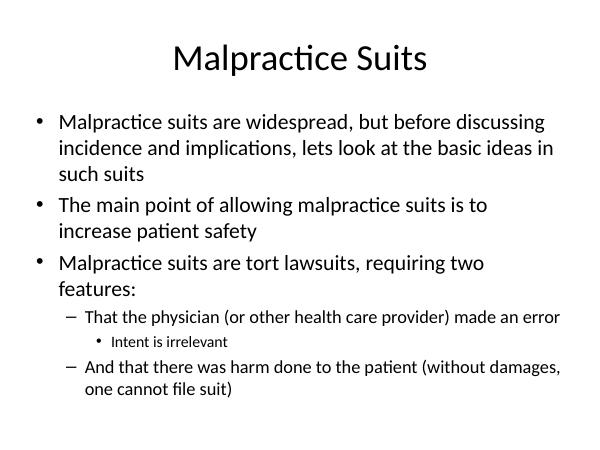 Malpractice Suits
• Malpractice suits are widespread, but before discussing
incidence and implications, lets look at the basic ideas in
such suits
• The main point of allowing malpractice suits is to
increase patient safety
• Malpractice suits are tort lawsuits, requiring two
features:
– That the physician (or other health care provider) made an error
• Intent is irrelevant
– And that there was harm done to the patient (without damages,
one cannot file suit)